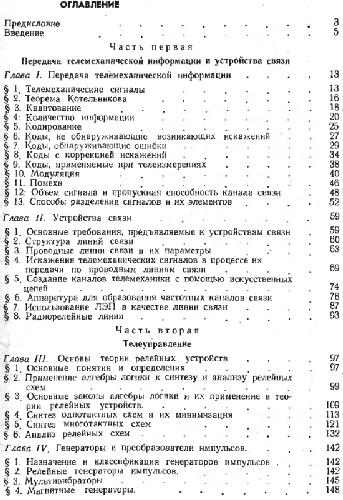 ОГЛАВЛЕНИЕ
Предисловие 3
Введение 5
Часть первая
Передача телемеханической информации и устройства связи
Глава I. Передача телемеханической информации 13
§ 1. Телемеханические сигналы 13
§ 2. Теорема Котельникова 16
§ 3. Квантование 18
§ 4. Количество информации 20
§ 5. Кодирование 25
§ 6. Коды, не обнаруживающие возникающих искажений 27
§ 7. Коды, обнаруживающие ошибки 29
§ 8. Коды с коррекцией искажений 34
§ 9. Коды, применяемые при телеизмерениях 38
§ 10. Модуляция 40
§ 11. Помехи 46
§ 12. Объем сигнала и пропускная способность канала связи 48
§ 13. Способы разделения сигналов и их элементов 52
Глава II. Устройства связи 59
§ 1. Основные требования, предъявляемые к устройствам связи 59
§ 2. Структура линий связи 60
§ 3. Проводные линии связи и их параметры 63
§ 4. Искажения телемеханических сигналов в процессе их
передачи по проводным линиям связи 69
§ 5. Создание каналов телемеханики с помощью искусственных
цепей 74
§ 6. Аппаратура для образования частотных каналов связи 78
§ 7. Использование ЛЭП в качестве линии связи 87
§ 8. Радиорелейные линии 93
Часть вторая
Телеуправление
Глава III. Основы теории релейных устройств 97
§ 1. Основные понятия и определения 97
§ 2. Применение алгебры логики к синтезу и анализу релейных
схем 99
§ 3. Основные законы алгебры логики и их применение в тео-
рии релейных устройств 109
§ 4. Синтез однотактных схем и их минимизация 113
§ 5. Синтез многотактных схем 121
§ 6. Анализ релейных схем 132
Глава IV. Генераторы и преобразователи импульсов 142
§ 1. Назначение и классификация генераторов импульсов 142
§ 2. Релейные генераторы импульсов 142
§ 3. Мультивибраторы 145
§ 4. Магнитные генераторы 148